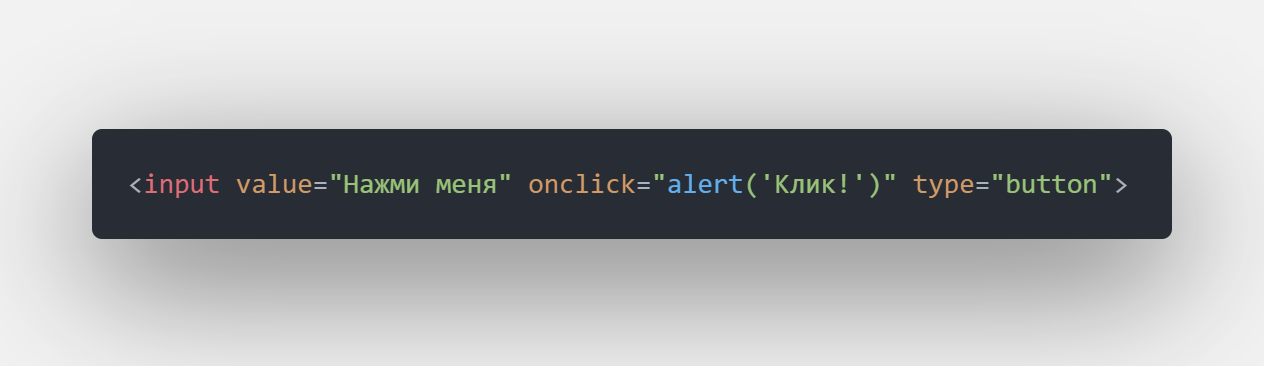 <input value="Нажми меня" onclick="alert('Клик!')" type="button">